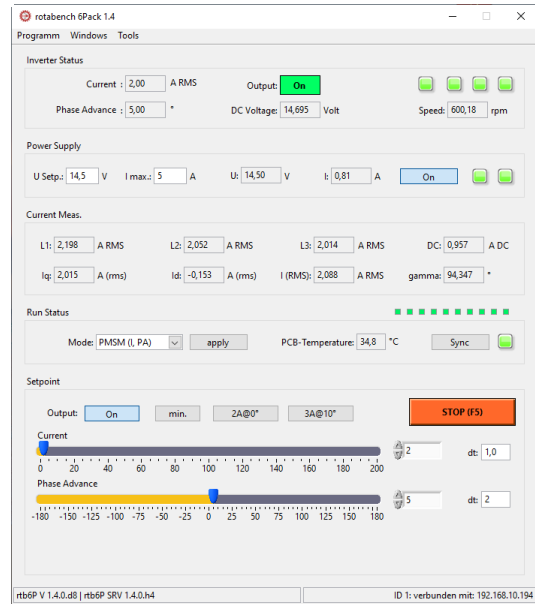 rotabench 6Pack 1.4
Programm Windows Tools
Inverter Status
Current : 2,00 A RMS Output: On
Phase Advance : 5,00 ° DC Voltage: 14,695 Volt Speed: 600,18 rpm
Power Supply
U Setp.: 14,5 V I max.: 5 A U: 14,50 V I: 0,81 A On
Current Meas.
L1: 2,198 A RMS L2: 2,052 A RMS L3: 2,014 A RMS DC: 0,957 A DC
Iq: 2,015 A (rms) Id: -0,153 A (rms) I (RMS): 2,088 A RMS gamma: 94,347 °
Run Status
Mode: PMSM (I, PA) apply PCB-Temperature: 34,8 °C Sync
Setpoint
Output: On min. 2A@0° 3A@10° STOP (F5)
Current
2 dt: 1,0
0 20 40 60 80 100 120 140 160 180 200
Phase Advance
5 dt: 2
-180 -150 -125 -100 -75 -50 -25 0 25 50 75 100 125 150 180
rtb6P V 1.4.0.d8 | rtb6P SRV 1.4.0.h4 ID 1: verbunden mit: 192.168.10.194